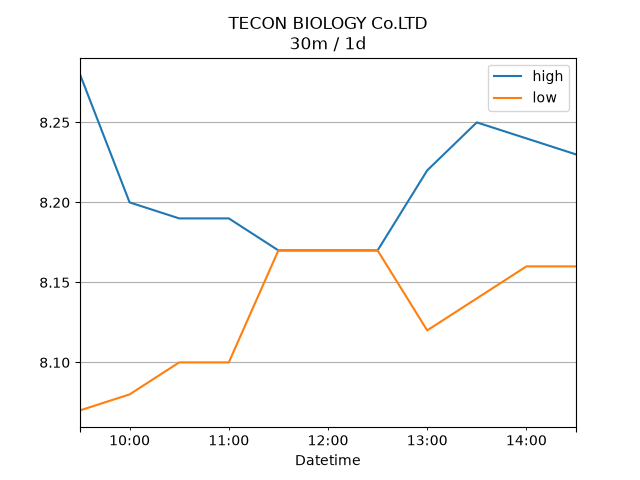 TECON BIOLOGY Co.LTD
30m / 1d
high
low
8.25
8.20
8.15
8.10
10:00 11:00 12:00 13:00 14:00
Datetime